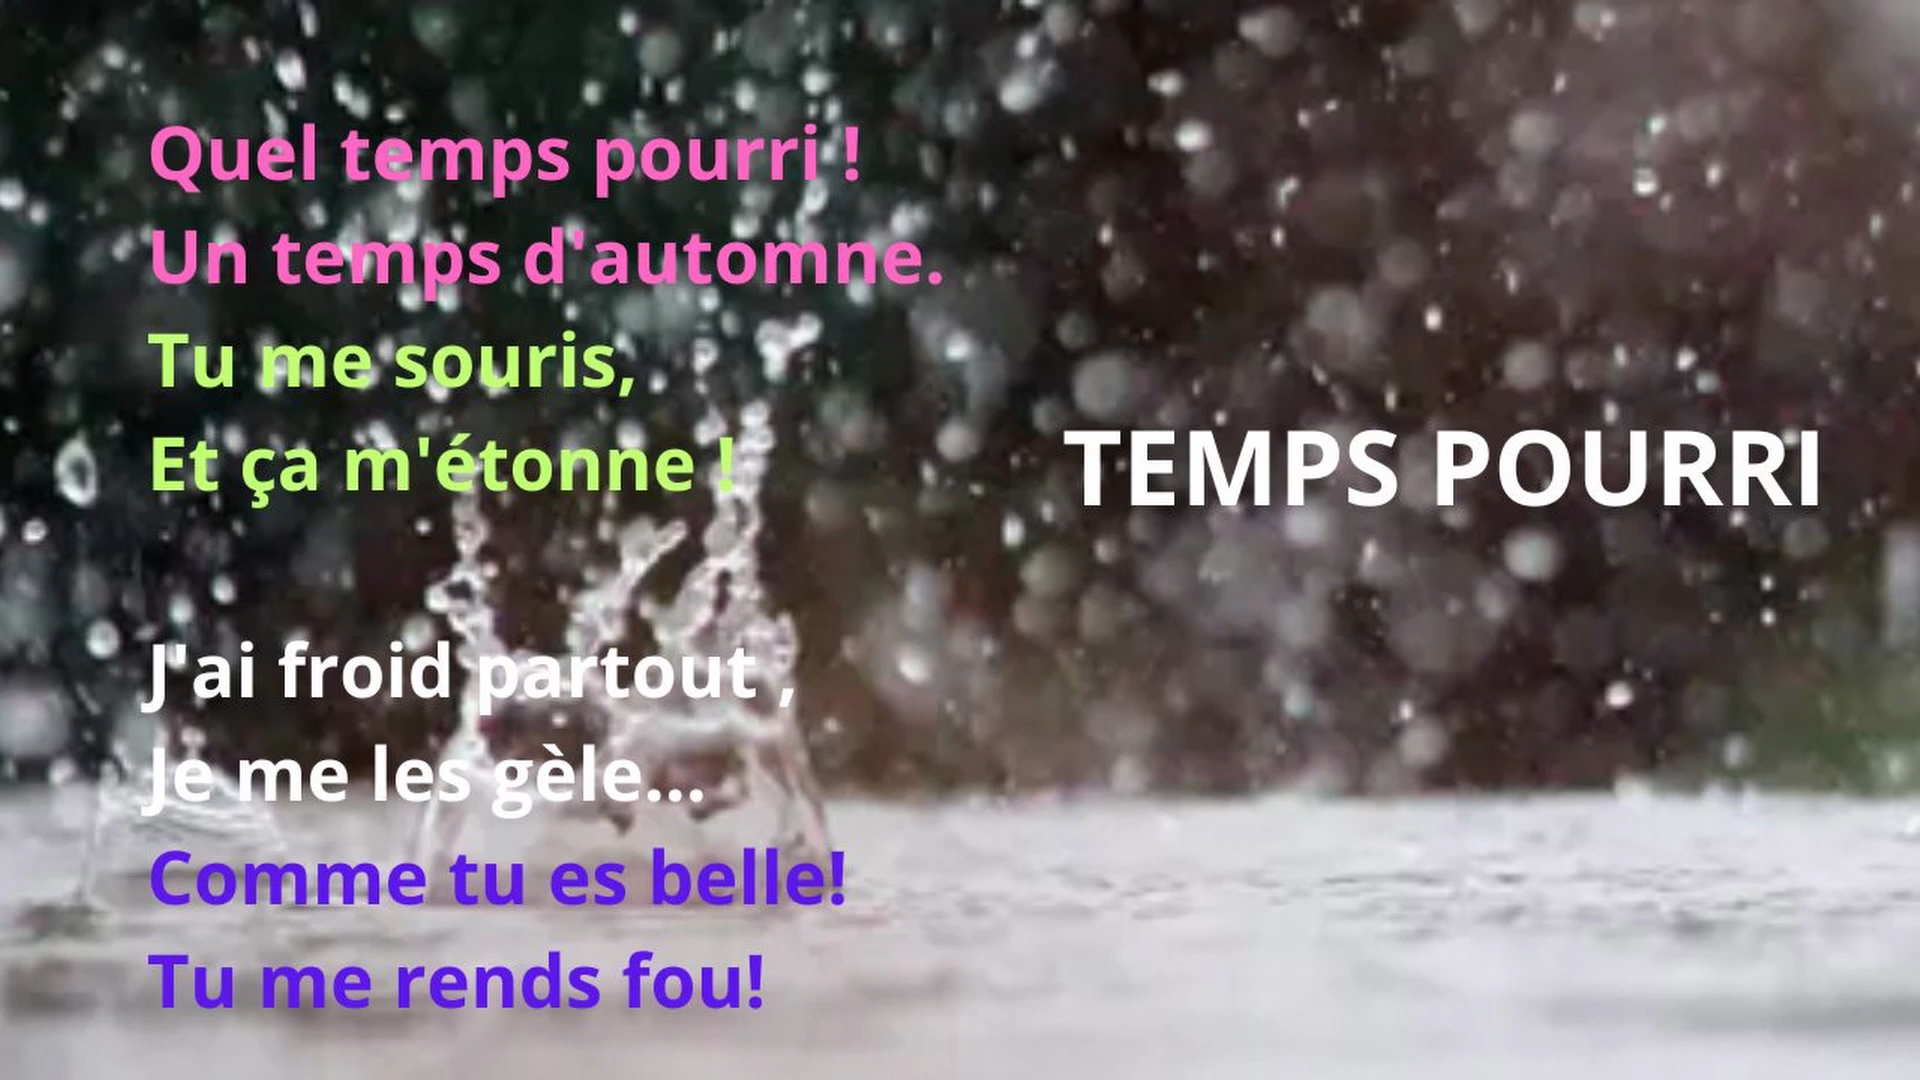 Quel temps pourri !
Un temps d'automne.
Tu me souris,
Et ça m'étonne !
J'ai froid partout ,
Je me les gèle...
Comme tu es belle!
Tu me rends fou!
TEMPS POURRI